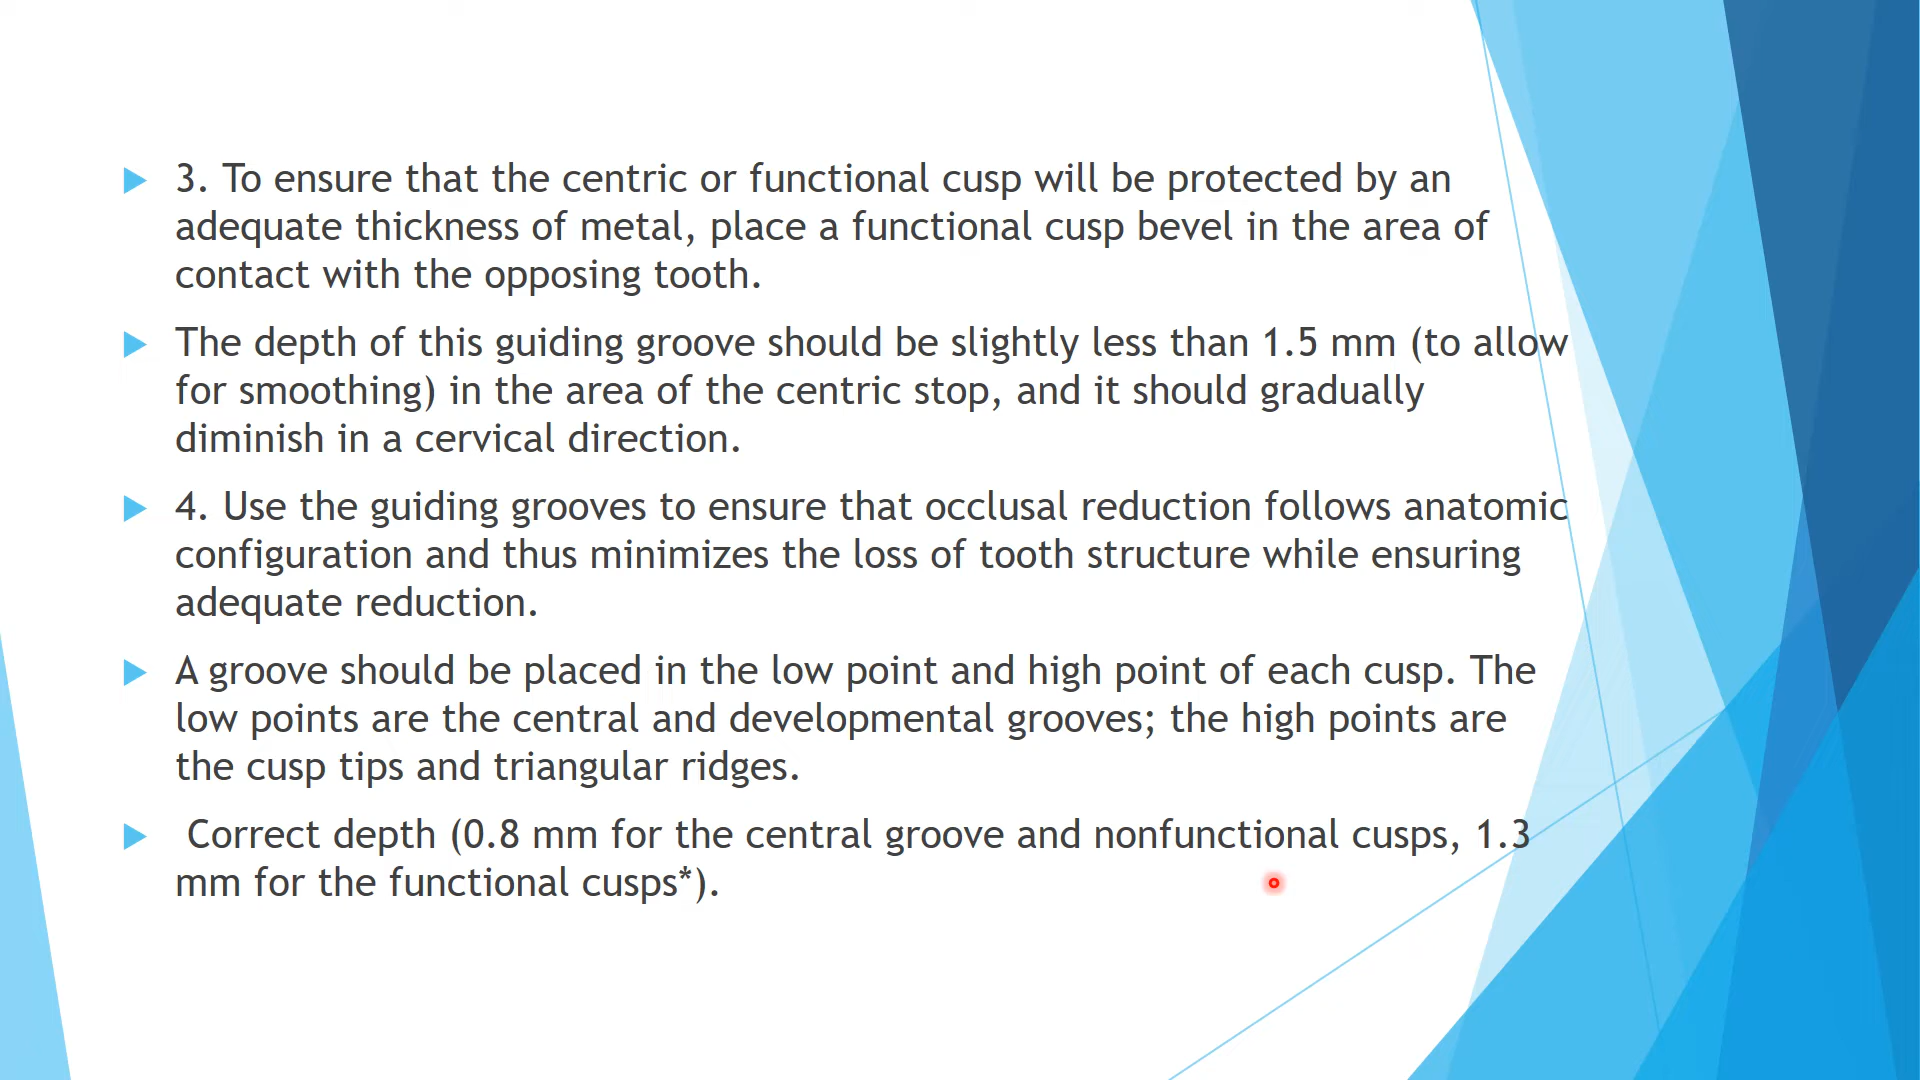 3. To ensure that the centric or functional cusp will be protected by an
adequate thickness of metal, place a functional cusp bevel in the area of
contact with the opposing tooth.
The depth of this guiding groove should be slightly less than 1.5 mm (to allow
for smoothing) in the area of the centric stop, and it should gradually
diminish in a cervical direction.
4. Use the guiding grooves to ensure that occlusal reduction follows anatomic
configuration and thus minimizes the loss of tooth structure while ensuring
adequate reduction.
A groove should be placed in the low point and high point of each cusp. The
low points are the central and developmental grooves; the high points are
the cusp tips and triangular ridges.
Correct depth (0.8 mm for the central groove and nonfunctional cusps, 1.3
mm for the functional cusps*).